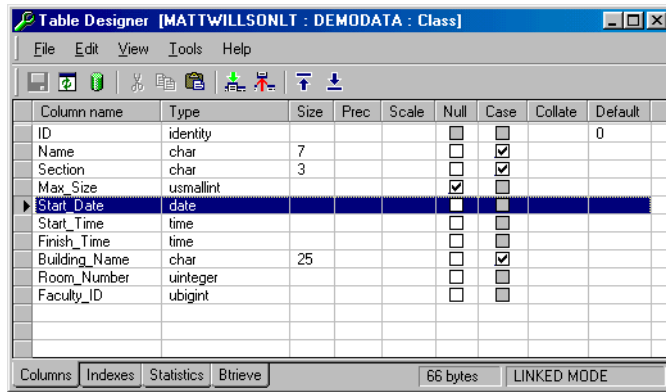 Table Designer [MATTWILLSONLT : DEMODATA : Class]
File Edit View Tools Help
Column name Type Size Prec Scale Null Case Collate Default
ID identity 0
Name char 7
Section char 3
Max_Size usmallint
Start_Date date
Start_Time time
Finish_Time time
Building_Name char 25
Room_Number uinteger
Faculty_ID ubigint
Columns Indexes Statistics Btrieve 66 bytes LINKED MODE